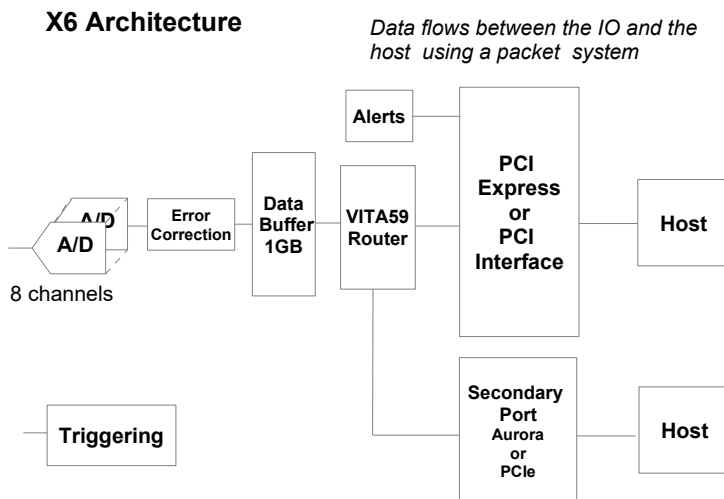 X6 Architecture
Data flows between the IO and the
host using a packet system
Alerts
A/D
A/D
8 channels
Error
Correction
Data
Buffer
1GB
VITA59
Router
PCI
Express
or
PCI
Interface
Host
Triggering
Secondary
Port
Aurora
or
PCIe
Host